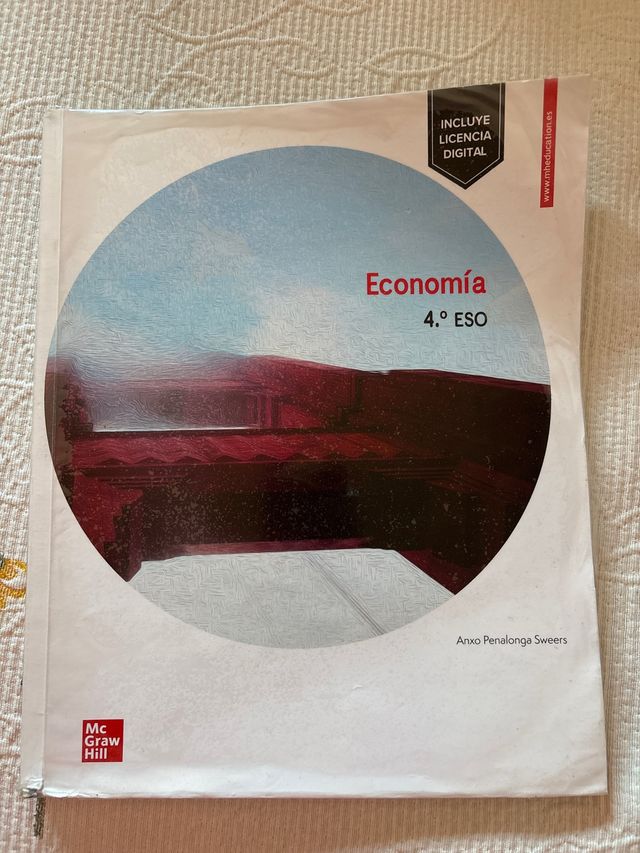 INCLUYE
LICENCIA
DIGITAL
www.mheducation.es
Economía
4.º ESO
Anxo Penalonga Sweers
Mc
Graw
Hill